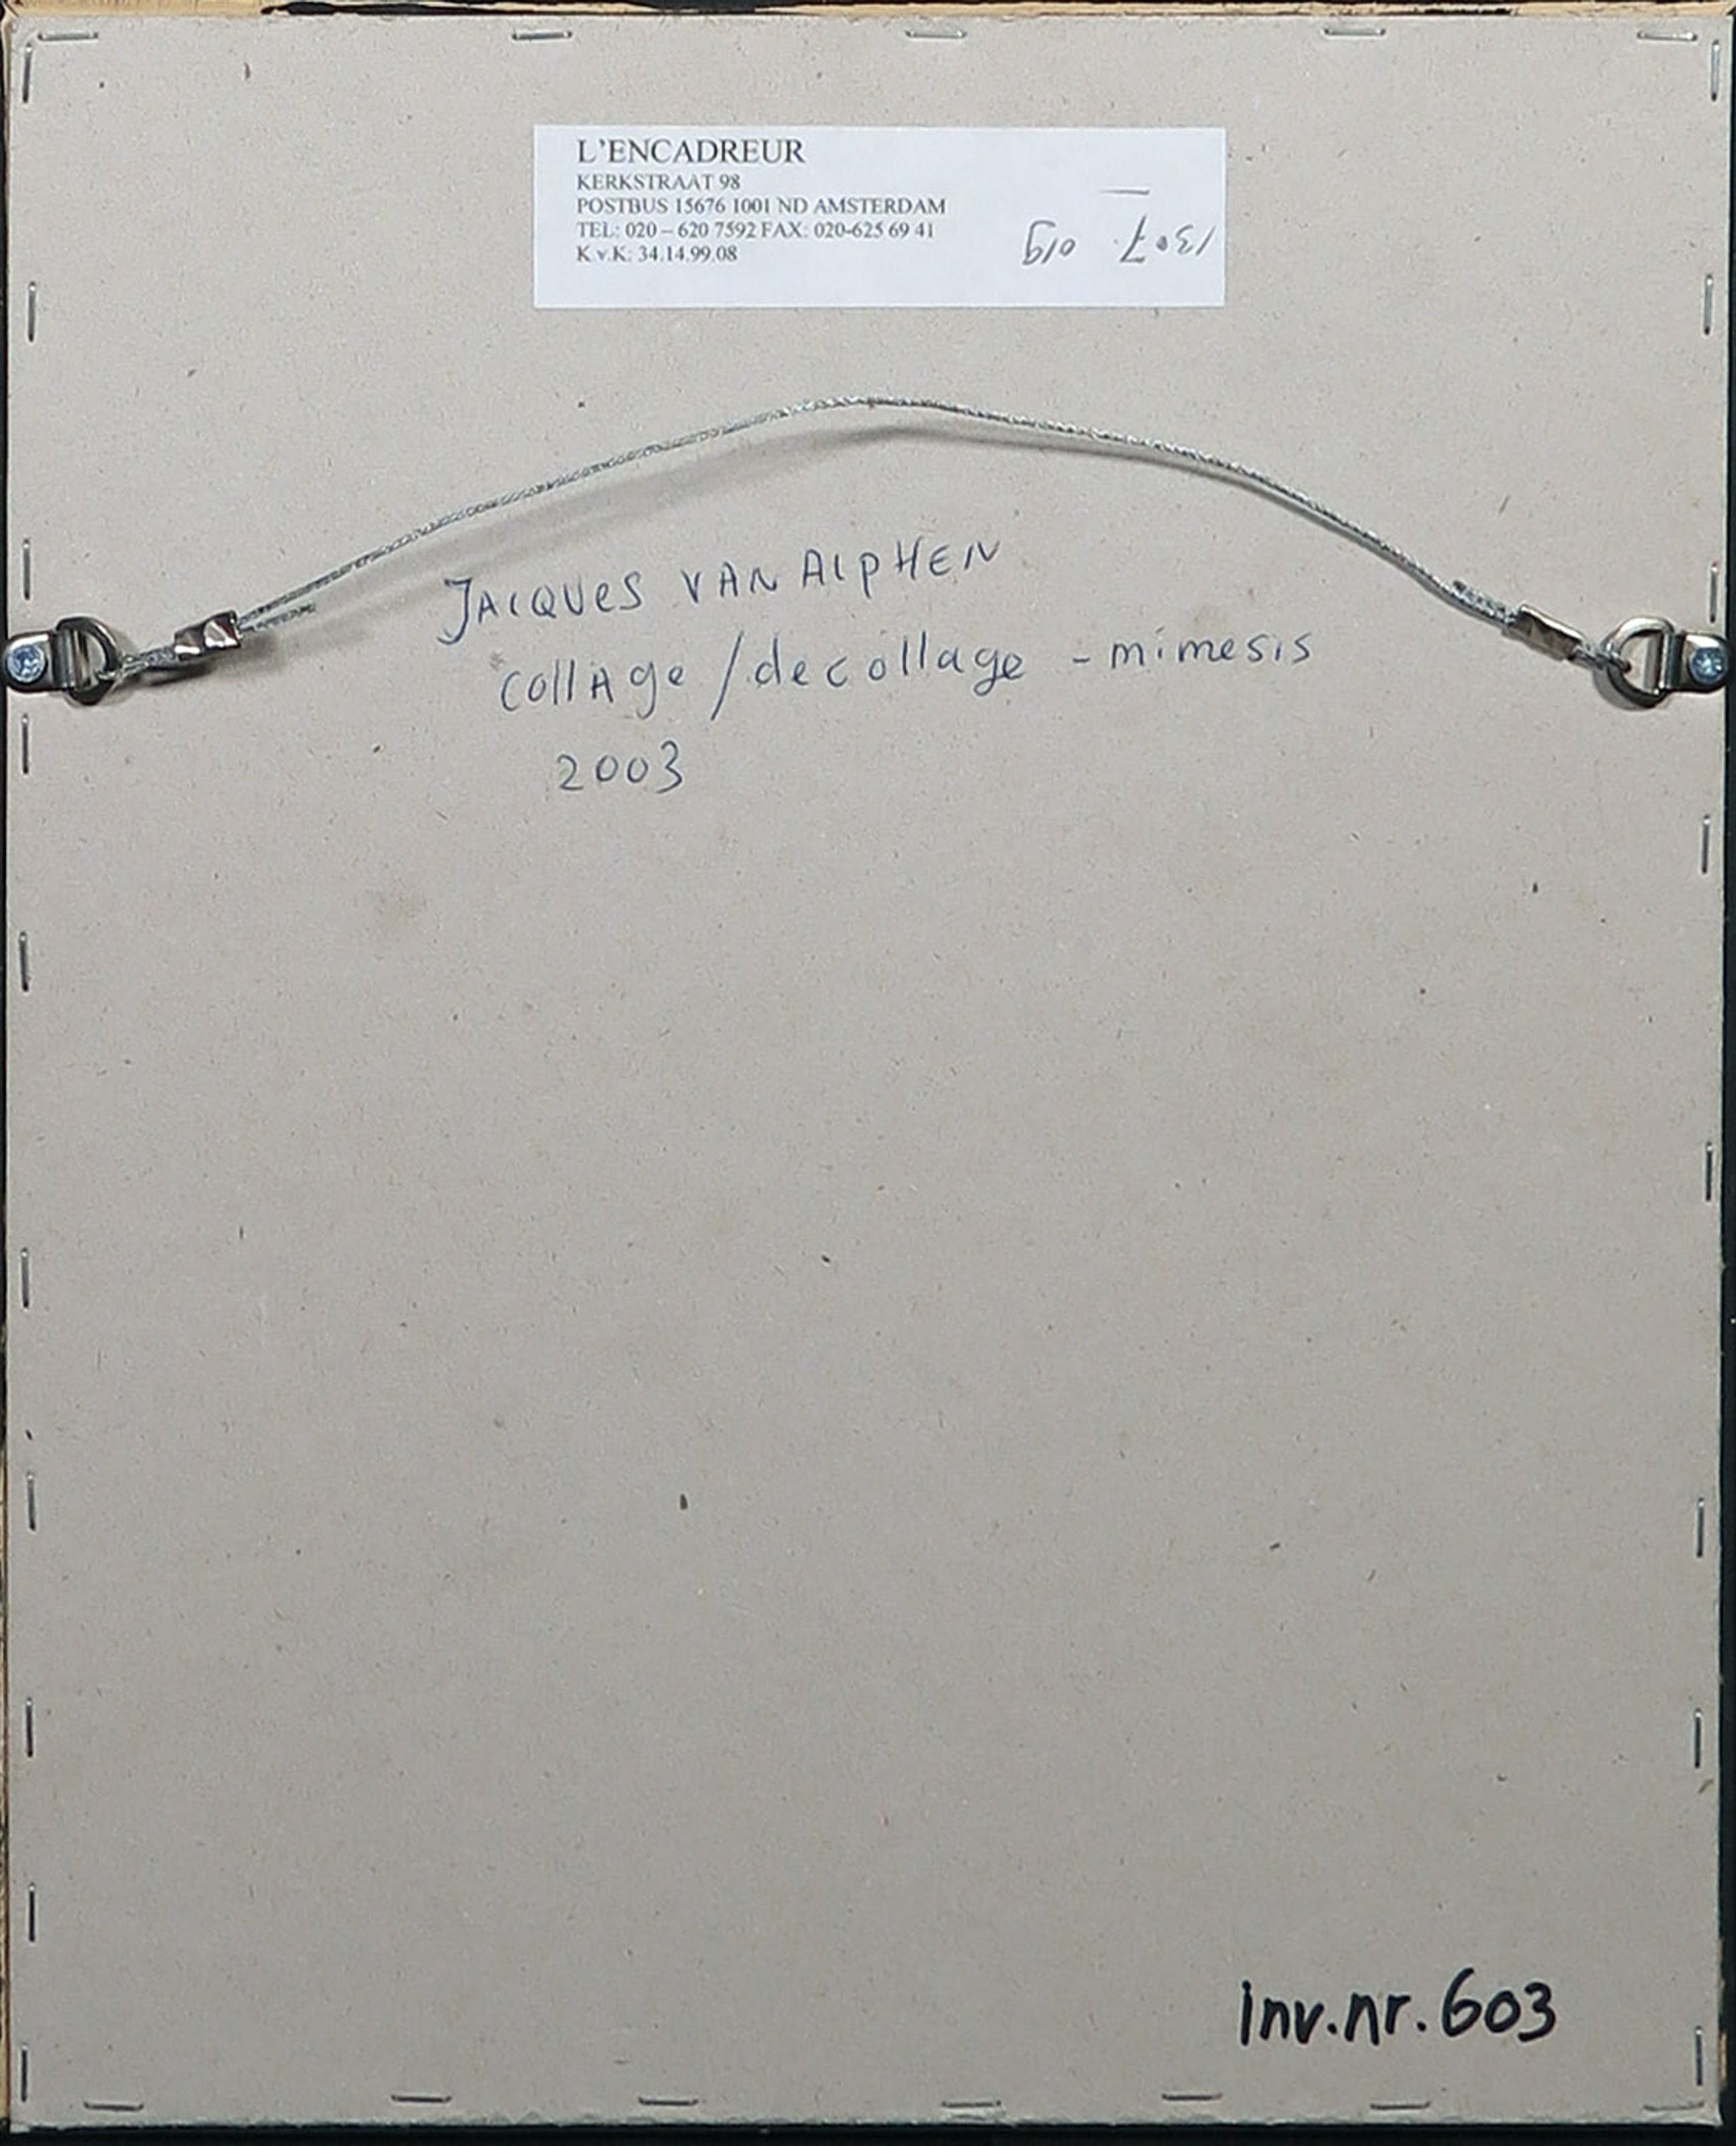 L'ENCADREUR
KERKSTRAAT 98
POSTBUS 15676 1001 ND AMSTERDAM
TEL: 020 – 620 7592 FAX: 020-625 69 41
K.v.K: 34.14.99.08
JACQUES VAN AlPHEN
collAge / decollage - mimesis
2003
inv.nr. 603